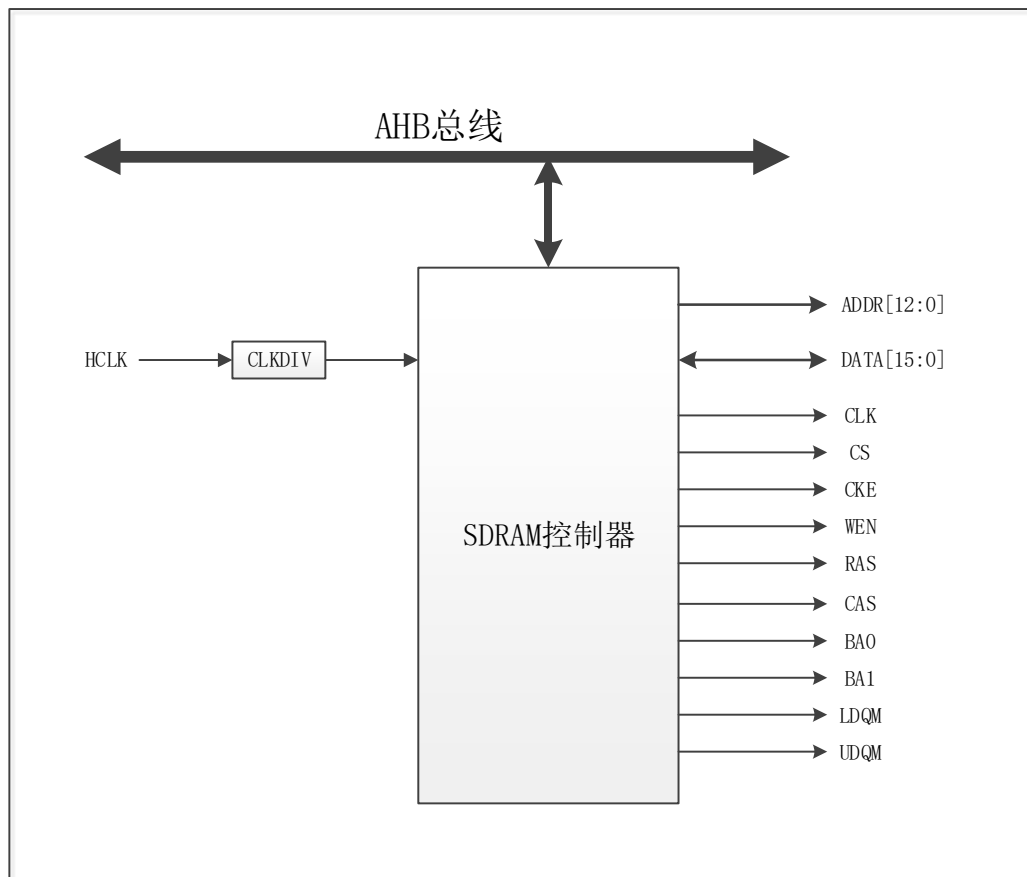 AHB总线
ADDR[12:0]
HCLK
CLKDIV
DATA[15:0]
CLK
CS
CKE
WEN
SDRAM控制器
RAS
CAS
BA0
BA1
LDQM
UDQM